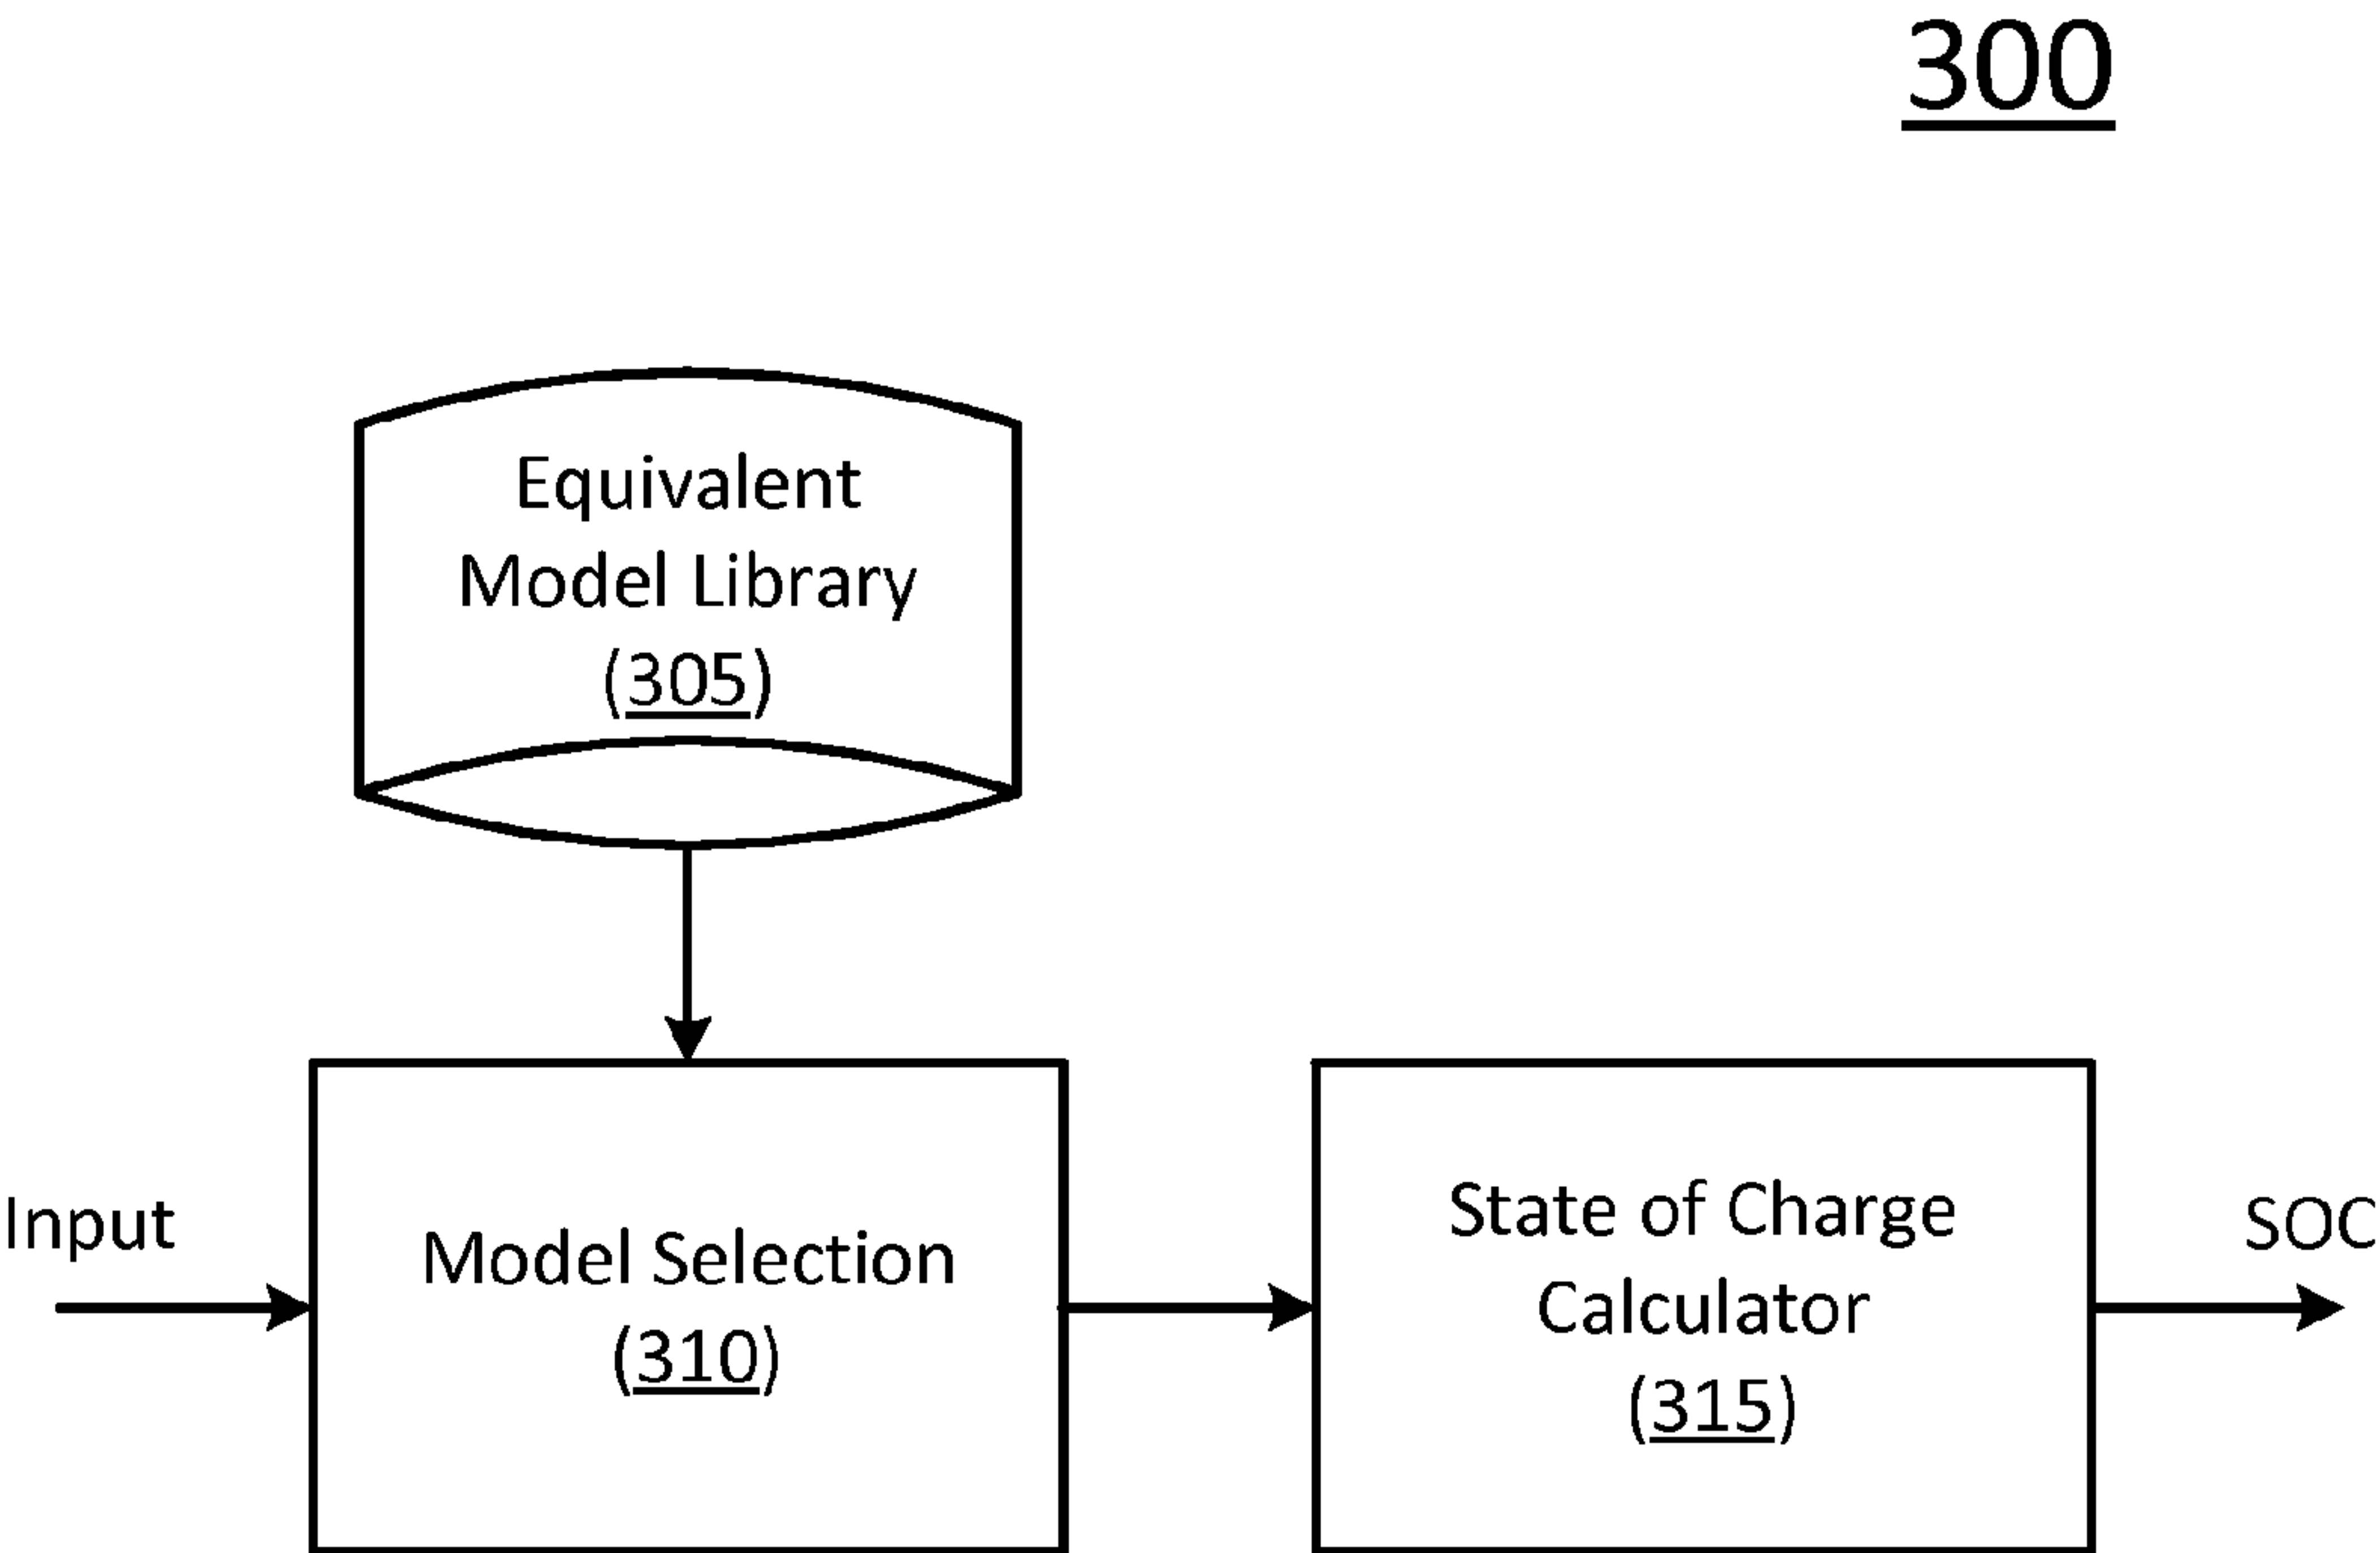 300
Equivalent
Model Library
(305)
Input
Model Selection
(310)
State of Charge
Calculator
(315)
SOC